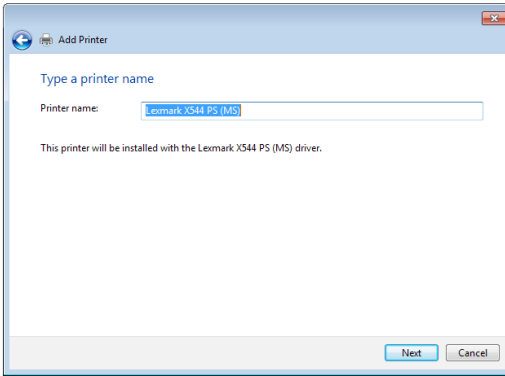 Add Printer
Type a printer name
Printer name: Lexmark X544 PS (MS)
This printer will be installed with the Lexmark X544 PS (MS) driver.
Next Cancel